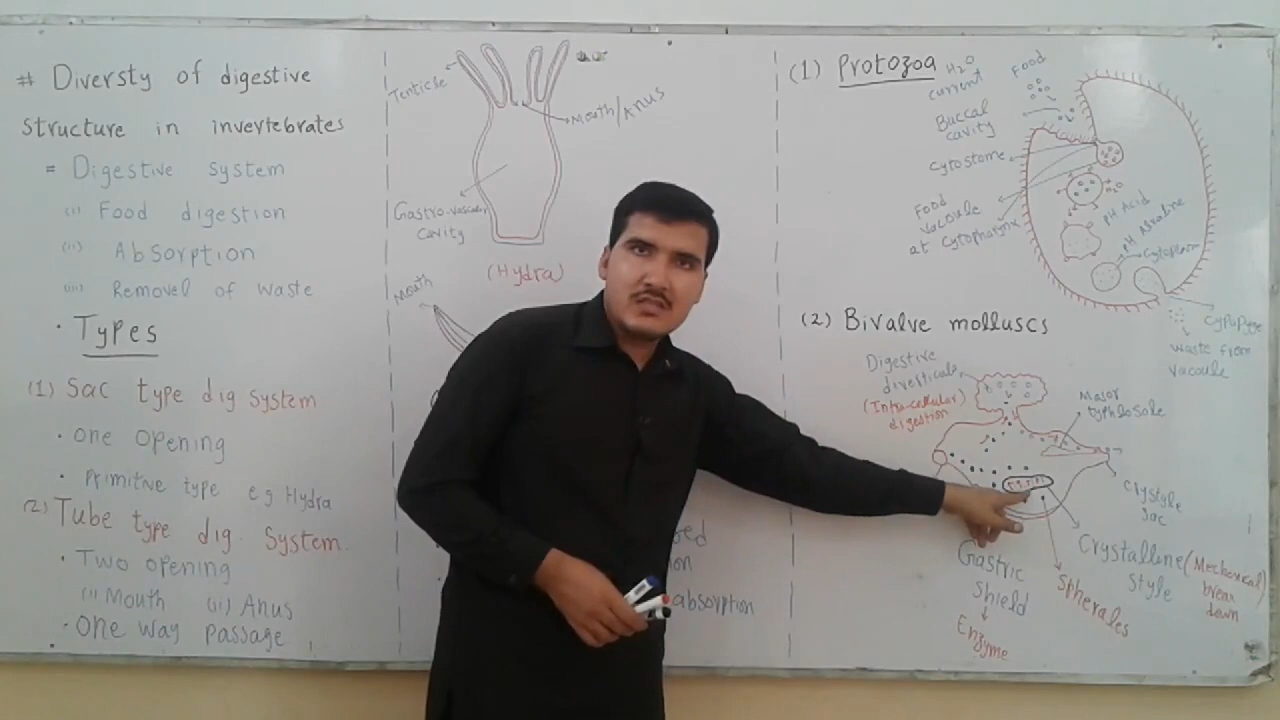 # Diversty of digestive
structure in invertebrates
= Digestive system
(i) Food digestion
(ii) Absorption
(iii) Removel of waste
· Types
(1) Sac type dig System
· One Opening
· Primitive type eg Hydra
(2) Tube type dig. System.
· Two opening
(i) Mouth (ii) Anus
· One way passage
Tenticle
Mouth/Anus
Gastro-vascular
Cavity
(Hydra)
Mouth
absorption
(1) Protozoa
H2O
current
Food
Buccal
cavity
Cytostome
Food
vacoule
at Cytopharynx
H2O
PH Acid
PH Alkaline
Cytoplasm
Cytopyge
waste from
vacoule
(2) Bivalve molluscs
Digestive
diverticula
(Intra-cellular)
digestion
Major
typhlosole
Crystyle
Sac
Gastric
Shield
Enzyme
Spherales
Crystalline (Mechanical)
Style
break
down